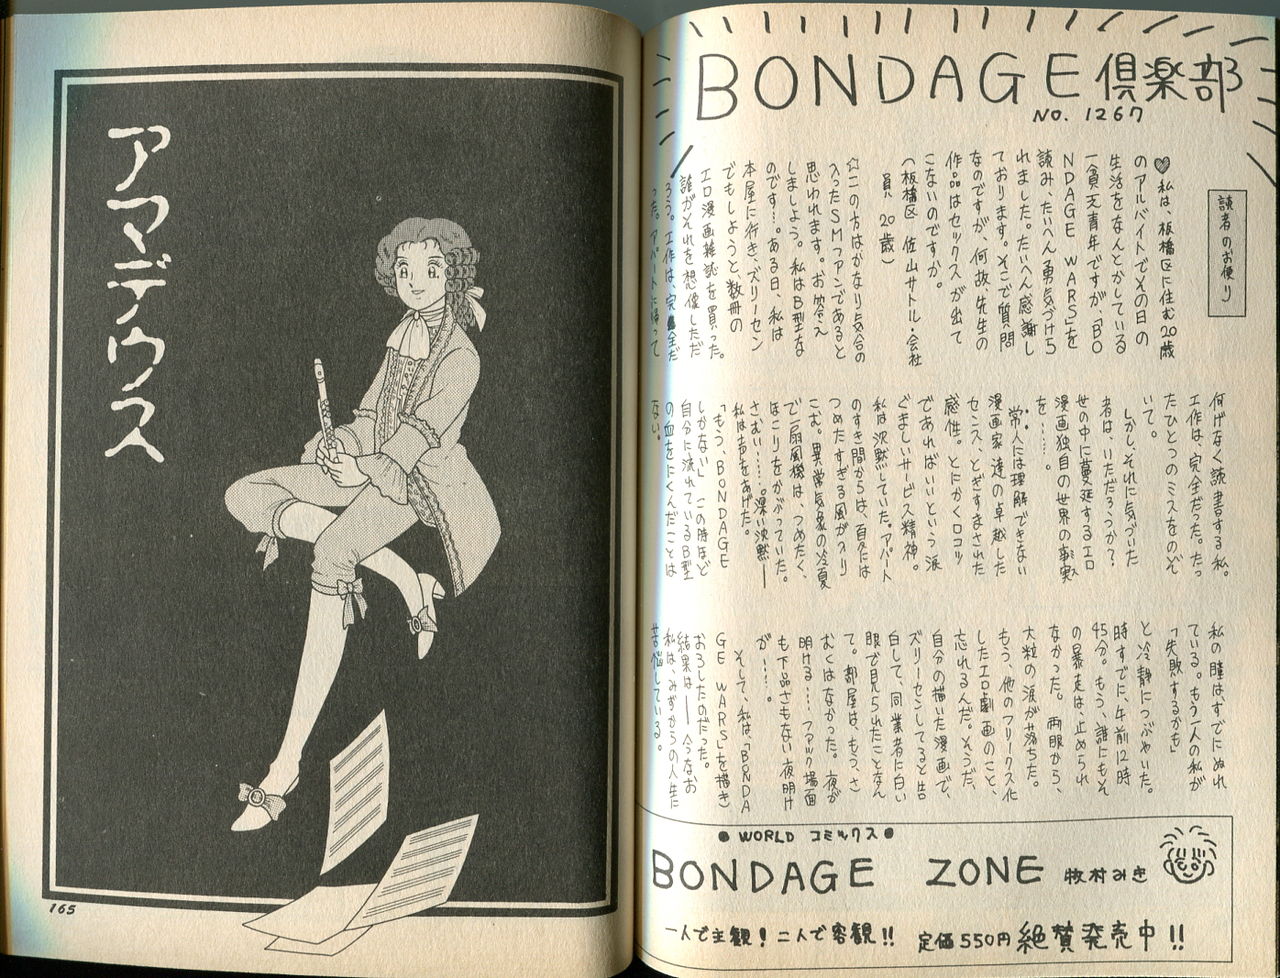 BONDAGE倶楽部
NO. 1267
読者のお便り
♥私は、板橋区に住む20歳
のアルバイトでその日の
生活をなんとかしている
一貧乏青年ですが、「BO
NDAGE WARS」を
読み、たいへん勇気づけら
れました。たいへん感謝し
ております。そこで質問
なのですが、何故先生の
作品はセックスが出て
こないのですか。
(板橋区 佐山サトル・会社
員 20歳)
☆この方はかなり気合の
入ったSMファンであると
思われます。お答え
しましょう。私はB型な
のです…。ある日、私は
本屋に行き、ズリーセン
でもしようと、数冊の
エロ漫画雑誌を買った。
誰がそれを想像しただ
ろう。工作は、完全だ
った。アパートに帰って
何げなく読書する私。
工作は、完全だった。たっ
たひとつのミスをのぞ
いて。
しかし、それに気づいた
者は、いただろうか?
世の中に蔓延するエロ
漫画独自の世界の事実
を……。
常人には理解できない
漫画家達の卓越した
センス、とぎすまされた
感性。とにかくロコツ
であればいいという派
ぐましいサービス精神。
私は沈黙していた。アパート
のすき間からは、夏には
つめたすぎる風がスリ
こむ。異常気象の冷夏
で、扇風機は、つめたく、
ほこりをかぶっていた。
さむい……。深い沈黙—
私は声をあげた。
「もう、BONDAGE
しかない」この時ほど
自分に流れているB型
の血をにくんだことは
ない。
私の瞳は、すでにぬれ
ている。もう一人の私が
「失敗するかも」
と冷静につぶやいた。
時すでに、午前12時
45分。もう、誰にもそ
の暴走は止められ
なかった。両眼から、
大粒の涙が落ちた。
もう、他のフリークス化
したエロ劇画のこと、
忘れるんだ。そうだ、
自分の描いた漫画で、
ズリーセンしてると告
白して、同業者に白い
眼で見られたことなん
て。部屋は、もう、さ
むくはなかった。夜が
明ける…。ファック場面
も下品さもない夜明け
が……。
そして、私は、「BONDA
GE WARS」を描き
おろしたのだった。
結果は——今なお
私は、みずからの人生に
苦悩している。
●WORLD コミックス●
BONDAGE ZONE 牧村みき
一人で主観!二人で客観!! 定価550円 絶賛発売中!!
アマデウス
165